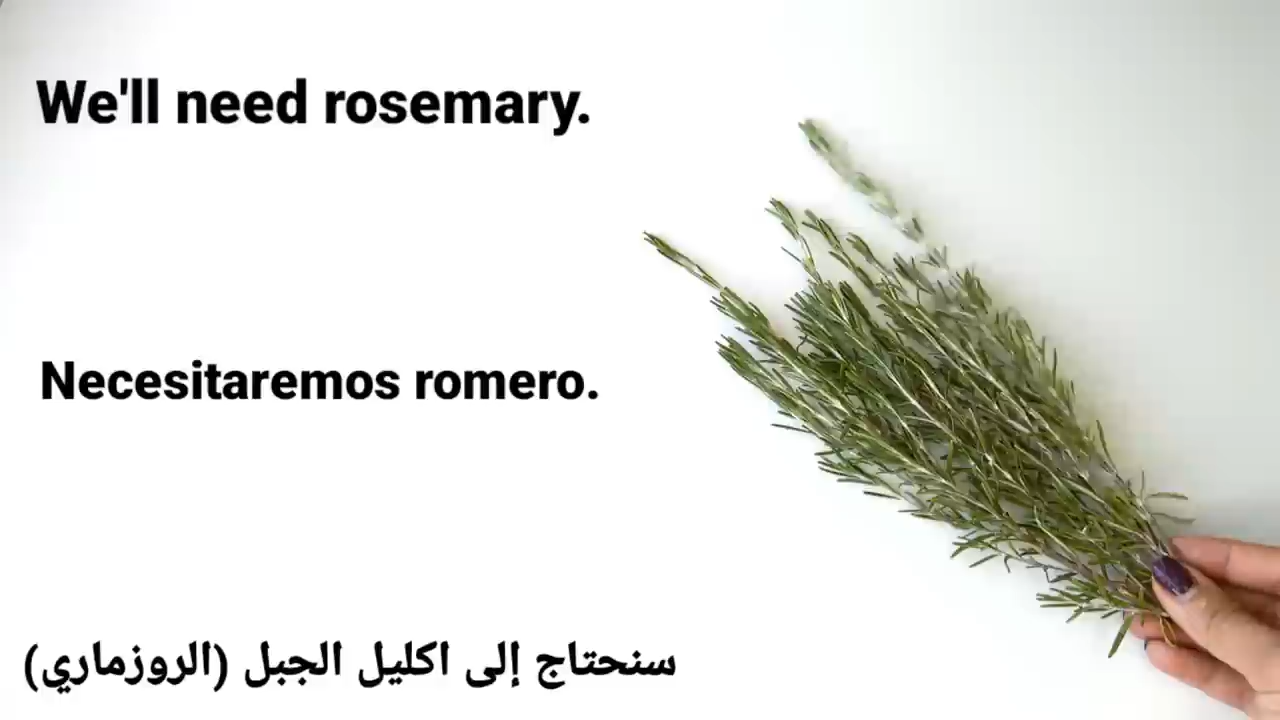 We'll need rosemary.
Necesitaremos romero.
سنحتاج إلى اكليل الجبل (الروزماري)